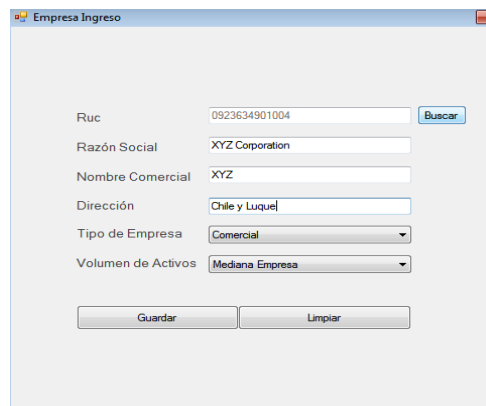 Empresa Ingreso
Ruc 0923634901004 Buscar
Razón Social XYZ Corporation
Nombre Comercial XYZ
Dirección Chile y Luque
Tipo de Empresa Comercial
Volumen de Activos Mediana Empresa
Guardar Limpiar